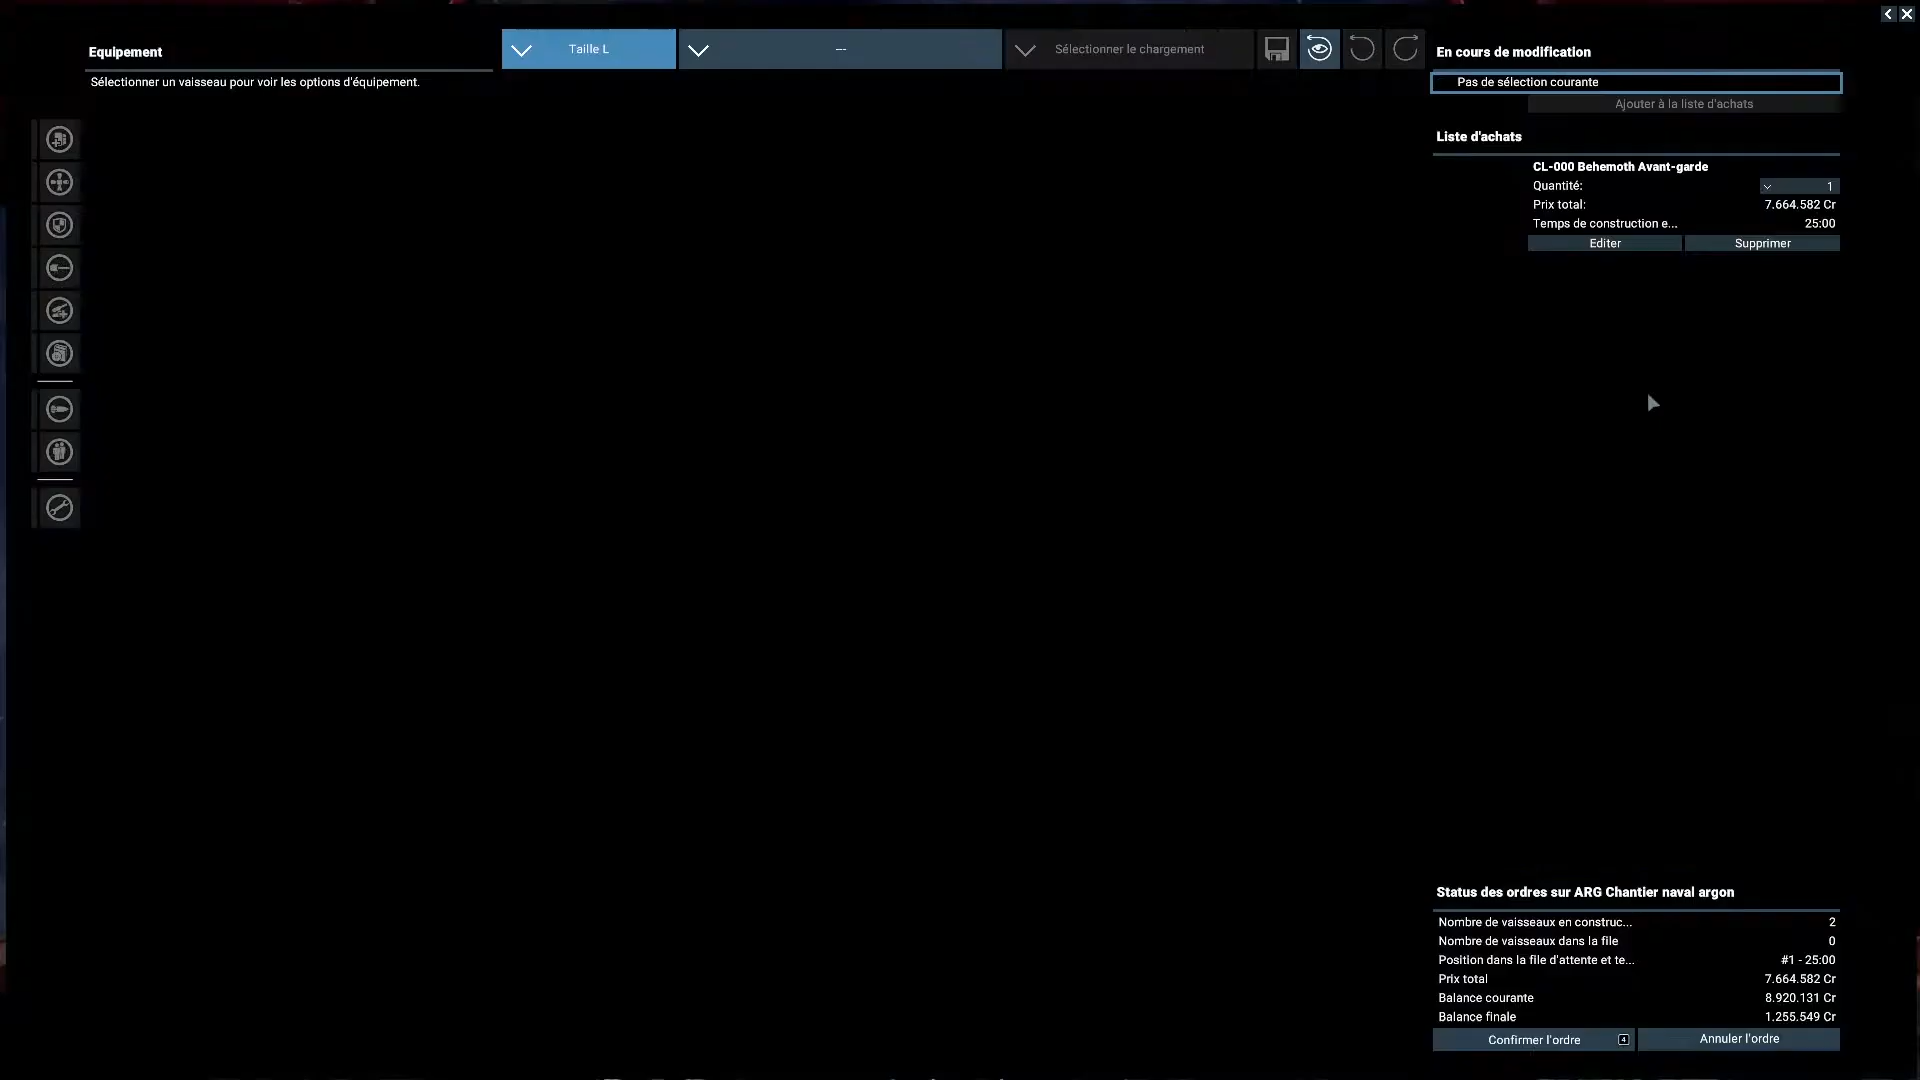 Equipement
Sélectionner un vaisseau pour voir les options d'équipement.
Taille L
---
Sélectionner le chargement
En cours de modification
Pas de sélection courante
Ajouter à la liste d'achats
Liste d'achats
CL-000 Behemoth Avant-garde
Quantité: 1
Prix total: 7.664.582 Cr
Temps de construction e... 25:00
Editer Supprimer
Status des ordres sur ARG Chantier naval argon
Nombre de vaisseaux en construc... 2
Nombre de vaisseaux dans la file 0
Position dans la file d'attente et te... #1 - 25:00
Prix total 7.664.582 Cr
Balance courante 8.920.131 Cr
Balance finale 1.255.549 Cr
Confirmer l'ordre 4 Annuler l'ordre